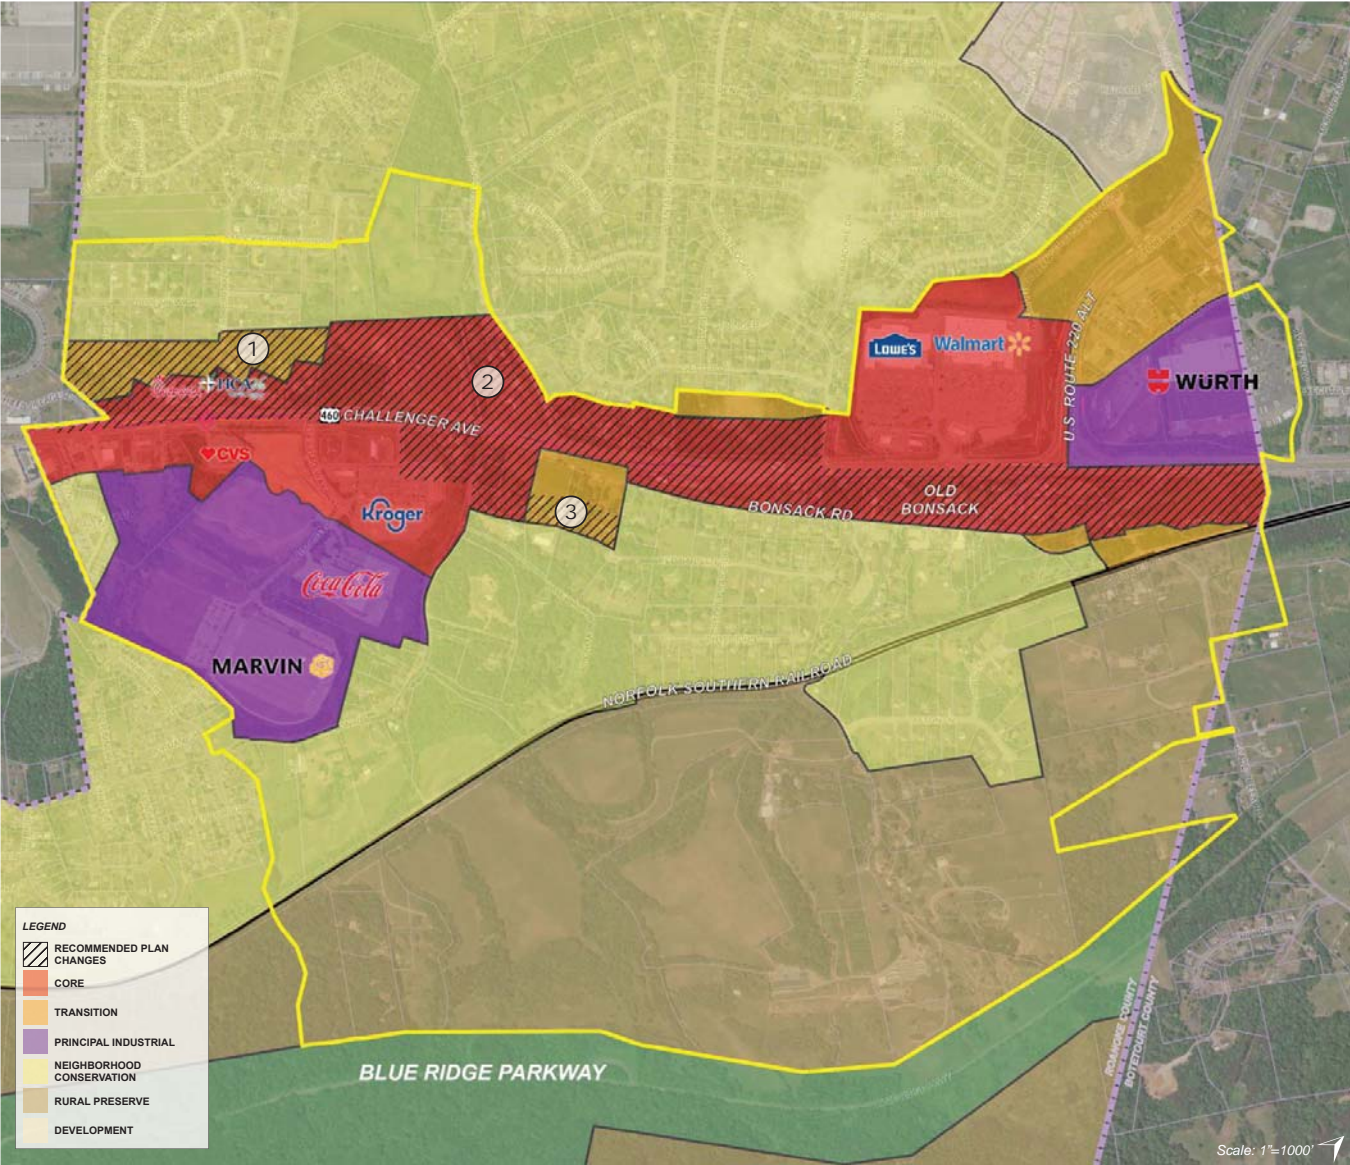 1
2
HCA
460 CHALLENGER AVE
CVS
Kroger
3
LOWE'S
Walmart
U.S. ROUTE 220 ALT
WÜRTH
OLD
BONSACK
BONSACK RD
Coca-Cola
MARVIN
NORFOLK SOUTHERN RAILROAD
BLUE RIDGE PARKWAY
ROANOKE COUNTY
BOTETOURT COUNTY
LEGEND
RECOMMENDED PLAN
CHANGES
CORE
TRANSITION
PRINCIPAL INDUSTRIAL
NEIGHBORHOOD
CONSERVATION
RURAL PRESERVE
DEVELOPMENT
Scale: 1"=1000'